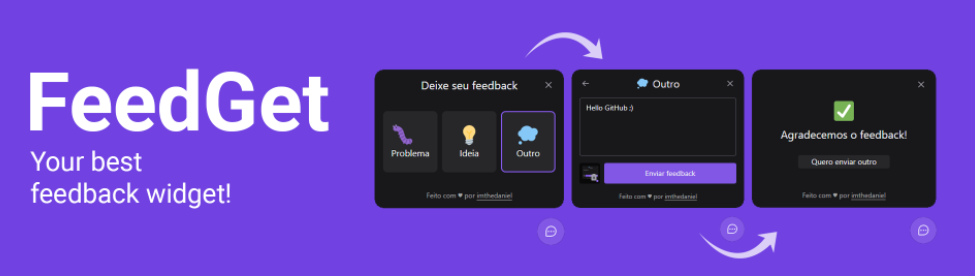 FeedGet
Your best
feedback widget!
Deixe seu feedback
Problema
Ideia
Outro
Feito com ♥ por imthedaniel
Outro
Hello GitHub ;)
Enviar feedback
Feito com ♥ por imthedaniel
Agradecemos o feedback!
Quero enviar outro
Feito com ♥ por imthedaniel